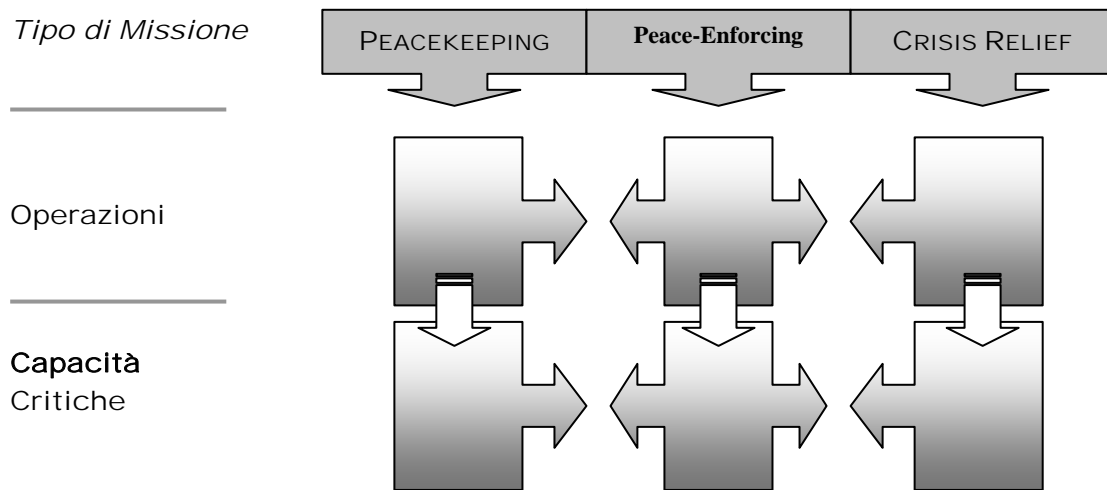 Tipo di Missione
PEACEKEEPING
Peace-Enforcing
CRISIS RELIEF
Operazioni
Capacità
Critiche